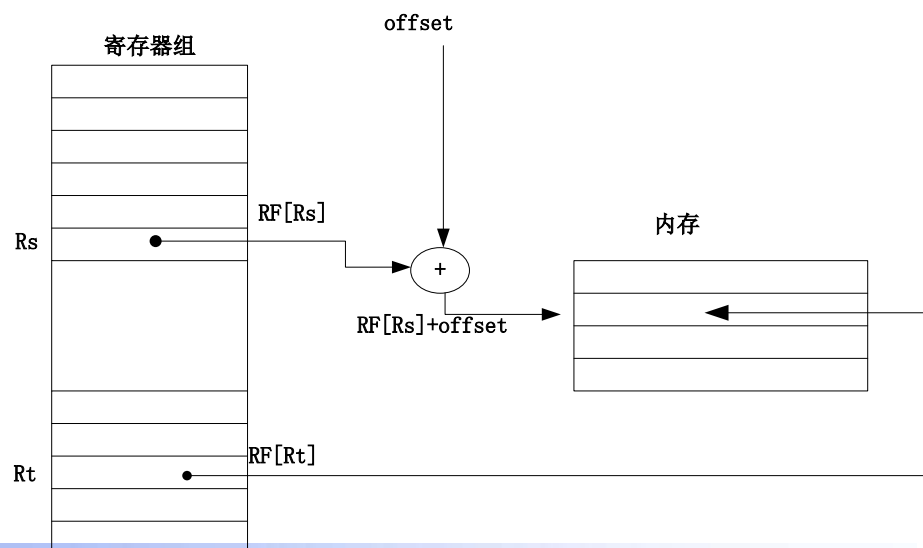 offset
寄存器组
RF[Rs]
内存
Rs
+
RF[Rs]+offset
RF[Rt]
Rt